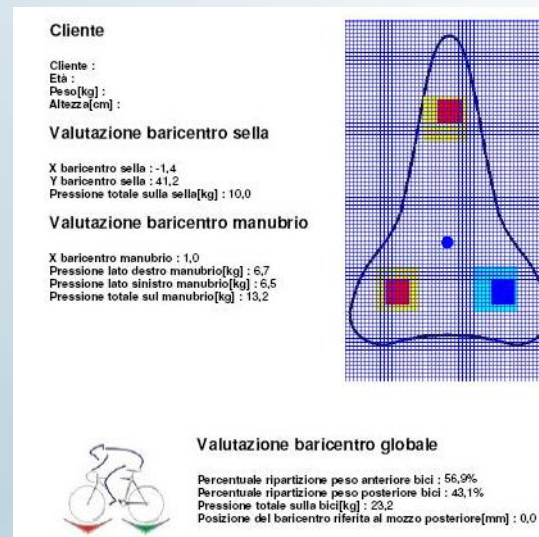 Cliente
Cliente :
Età :
Peso[kg] :
Altezza[cm] :
Valutazione baricentro sella
X baricentro sella : -1,4
Y baricentro sella : 41,2
Pressione totale sulla sella[kg] : 10,0
Valutazione baricentro manubrio
X baricentro manubrio : 1,0
Pressione lato destro manubrio[kg] : 6,7
Pressione lato sinistro manubrio[kg] : 6,5
Pressione totale sul manubrio[kg] : 13,2
Valutazione baricentro globale
Percentuale ripartizione peso anteriore bici : 56,9%
Percentuale ripartizione peso posteriore bici : 43,1%
Pressione totale sulla bici[kg] : 23,2
Posizione del baricentro riferita al mozzo posteriore[mm] : 0,0